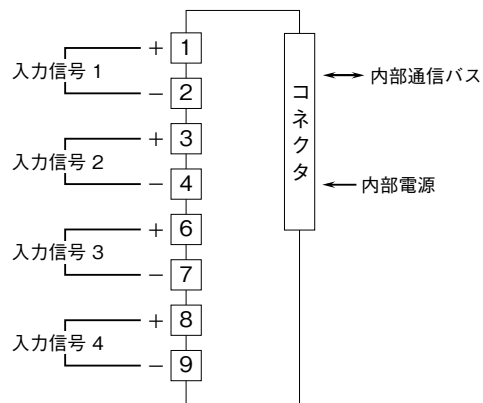 入力信号 1
+ 1
− 2
入力信号 2
+ 3
− 4
入力信号 3
+ 6
− 7
入力信号 4
+ 8
− 9
コネクタ
内部通信バス
内部電源